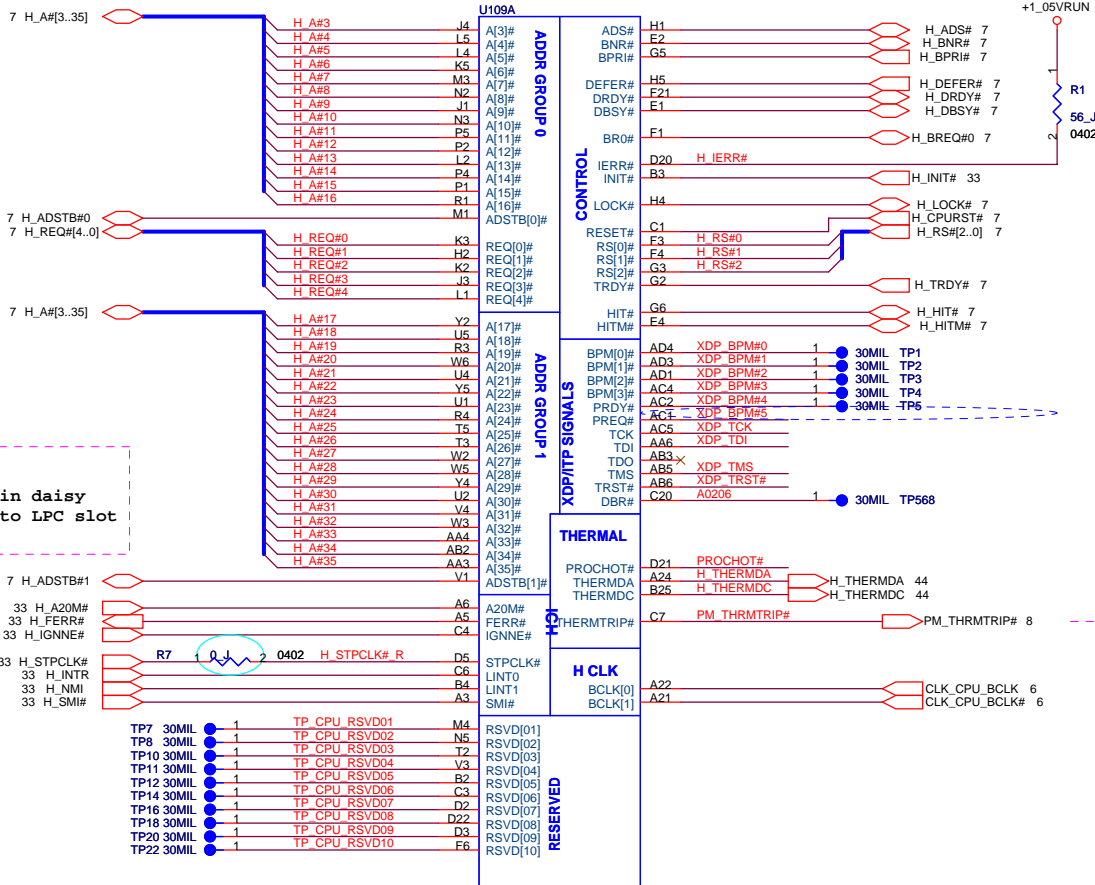 U109A
+1_05VRUN
7 H_A#[3..35]
H_A#3 J4 A[3]#
H_A#4 L5 A[4]#
H_A#5 L4 A[5]#
H_A#6 K5 A[6]#
H_A#7 M3 A[7]#
H_A#8 N2 A[8]#
H_A#9 J1 A[9]#
H_A#10 N3 A[10]#
H_A#11 P5 A[11]#
H_A#12 P2 A[12]#
H_A#13 L2 A[13]#
H_A#14 P4 A[14]#
H_A#15 P1 A[15]#
H_A#16 R1 A[16]#
7 H_ADSTB#0 M1 ADSTB[0]#
7 H_REQ#[4..0]
H_REQ#0 K3 REQ[0]#
H_REQ#1 H2 REQ[1]#
H_REQ#2 K2 REQ[2]#
H_REQ#3 J3 REQ[3]#
H_REQ#4 L1 REQ[4]#
ADDR GROUP 0
7 H_A#[3..35]
H_A#17 Y2 A[17]#
H_A#18 U5 A[18]#
H_A#19 R3 A[19]#
H_A#20 W6 A[20]#
H_A#21 U4 A[21]#
H_A#22 Y5 A[22]#
H_A#23 U1 A[23]#
H_A#24 R4 A[24]#
H_A#25 T5 A[25]#
H_A#26 T3 A[26]#
H_A#27 W2 A[27]#
H_A#28 W5 A[28]#
H_A#29 Y4 A[29]#
H_A#30 U2 A[30]#
H_A#31 V4 A[31]#
H_A#32 W3 A[32]#
H_A#33 AA4 A[33]#
H_A#34 AB2 A[34]#
H_A#35 AA3 A[35]#
7 H_ADSTB#1 V1 ADSTB[1]#
ADDR GROUP 1
in daisy
to LPC slot
33 H_A20M# A6 A20M#
33 H_FERR# A5 FERR#
33 H_IGNNE# C4 IGNNE#
33 H_STPCLK# R7 1 0_J 2 0402 H_STPCLK#_R D5 STPCLK#
33 H_INTR C6 LINT0
33 H_NMI B4 LINT1
33 H_SMI# A3 SMI#
ICH
TP7 30MIL 1 TP_CPU_RSVD01 M4 RSVD[01]
TP8 30MIL 1 TP_CPU_RSVD02 N5 RSVD[02]
TP10 30MIL 1 TP_CPU_RSVD03 T2 RSVD[03]
TP11 30MIL 1 TP_CPU_RSVD04 V3 RSVD[04]
TP12 30MIL 1 TP_CPU_RSVD05 B2 RSVD[05]
TP14 30MIL 1 TP_CPU_RSVD06 C3 RSVD[06]
TP16 30MIL 1 TP_CPU_RSVD07 D2 RSVD[07]
TP18 30MIL 1 TP_CPU_RSVD08 D22 RSVD[08]
TP20 30MIL 1 TP_CPU_RSVD09 D3 RSVD[09]
TP22 30MIL 1 TP_CPU_RSVD10 F6 RSVD[10]
RESERVED
CONTROL
ADS# H1 H_ADS# 7
BNR# E2 H_BNR# 7
BPRI# G5 H_BPRI# 7
DEFER# H5 H_DEFER# 7
DRDY# F21 H_DRDY# 7
DBSY# E1 H_DBSY# 7
BR0# F1 H_BREQ#0 7
IERR# D20 H_IERR#
INIT# B3 H_INIT# 33
LOCK# H4 H_LOCK# 7
RESET# C1 H_CPURST# 7
RS[0]# F3 H_RS#0 H_RS#[2..0] 7
RS[1]# F4 H_RS#1
RS[2]# G3 H_RS#2
TRDY# G2 H_TRDY# 7
HIT# G6 H_HIT# 7
HITM# E4 H_HITM# 7
1
R1
56_J
2 0402
XDP/ITP SIGNALS
BPM[0]# AD4 XDP_BPM#0 1 30MIL TP1
BPM[1]# AD3 XDP_BPM#1 1 30MIL TP2
BPM[2]# AD1 XDP_BPM#2 1 30MIL TP3
BPM[3]# AC4 XDP_BPM#3 1 30MIL TP4
PRDY# AC2 XDP_BPM#4 1 30MIL TP5
PREQ# AC1 XDP_BPM#5
TCK AC5 XDP_TCK
TDI AA6 XDP_TDI
TDO AB3
TMS AB5 XDP_TMS
TRST# AB6 XDP_TRST#
DBR# C20 A0206 1 30MIL TP568
THERMAL
PROCHOT# D21 PROCHOT#
THERMDA A24 H_THERMDA H_THERMDA 44
THERMDC B25 H_THERMDC H_THERMDC 44
THERMTRIP# C7 PM_THRMTRIP# PM_THRMTRIP# 8
H CLK
BCLK[0] A22 CLK_CPU_BCLK 6
BCLK[1] A21 CLK_CPU_BCLK# 6